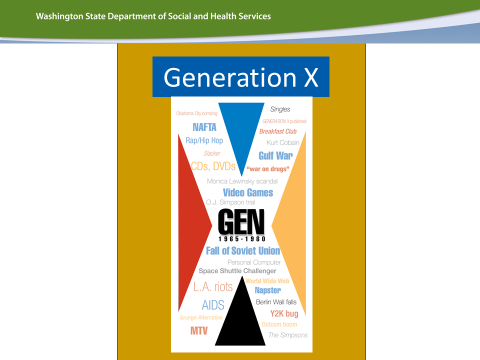 Washington State Department of Social and Health Services
Generation X
Oklahoma City bombing
Singles
NAFTA
GENERATION X published
Rap/Hip Hop
Breakfast Club
Kurt Cobain
Slacker
Gulf War
CDs, DVDs
"war on drugs"
Monica Lewinsky scandal
Video Games
O.J. Simpson trial
GEN
1965-1980
Fall of Soviet Union
Personal Computer
Space Shuttle Challenger
World Wide Web
L.A. riots
Napster
AIDS
Berlin Wall falls
Grunge Alternative
Y2K bug
MTV
Dotcom boom
The Simpsons